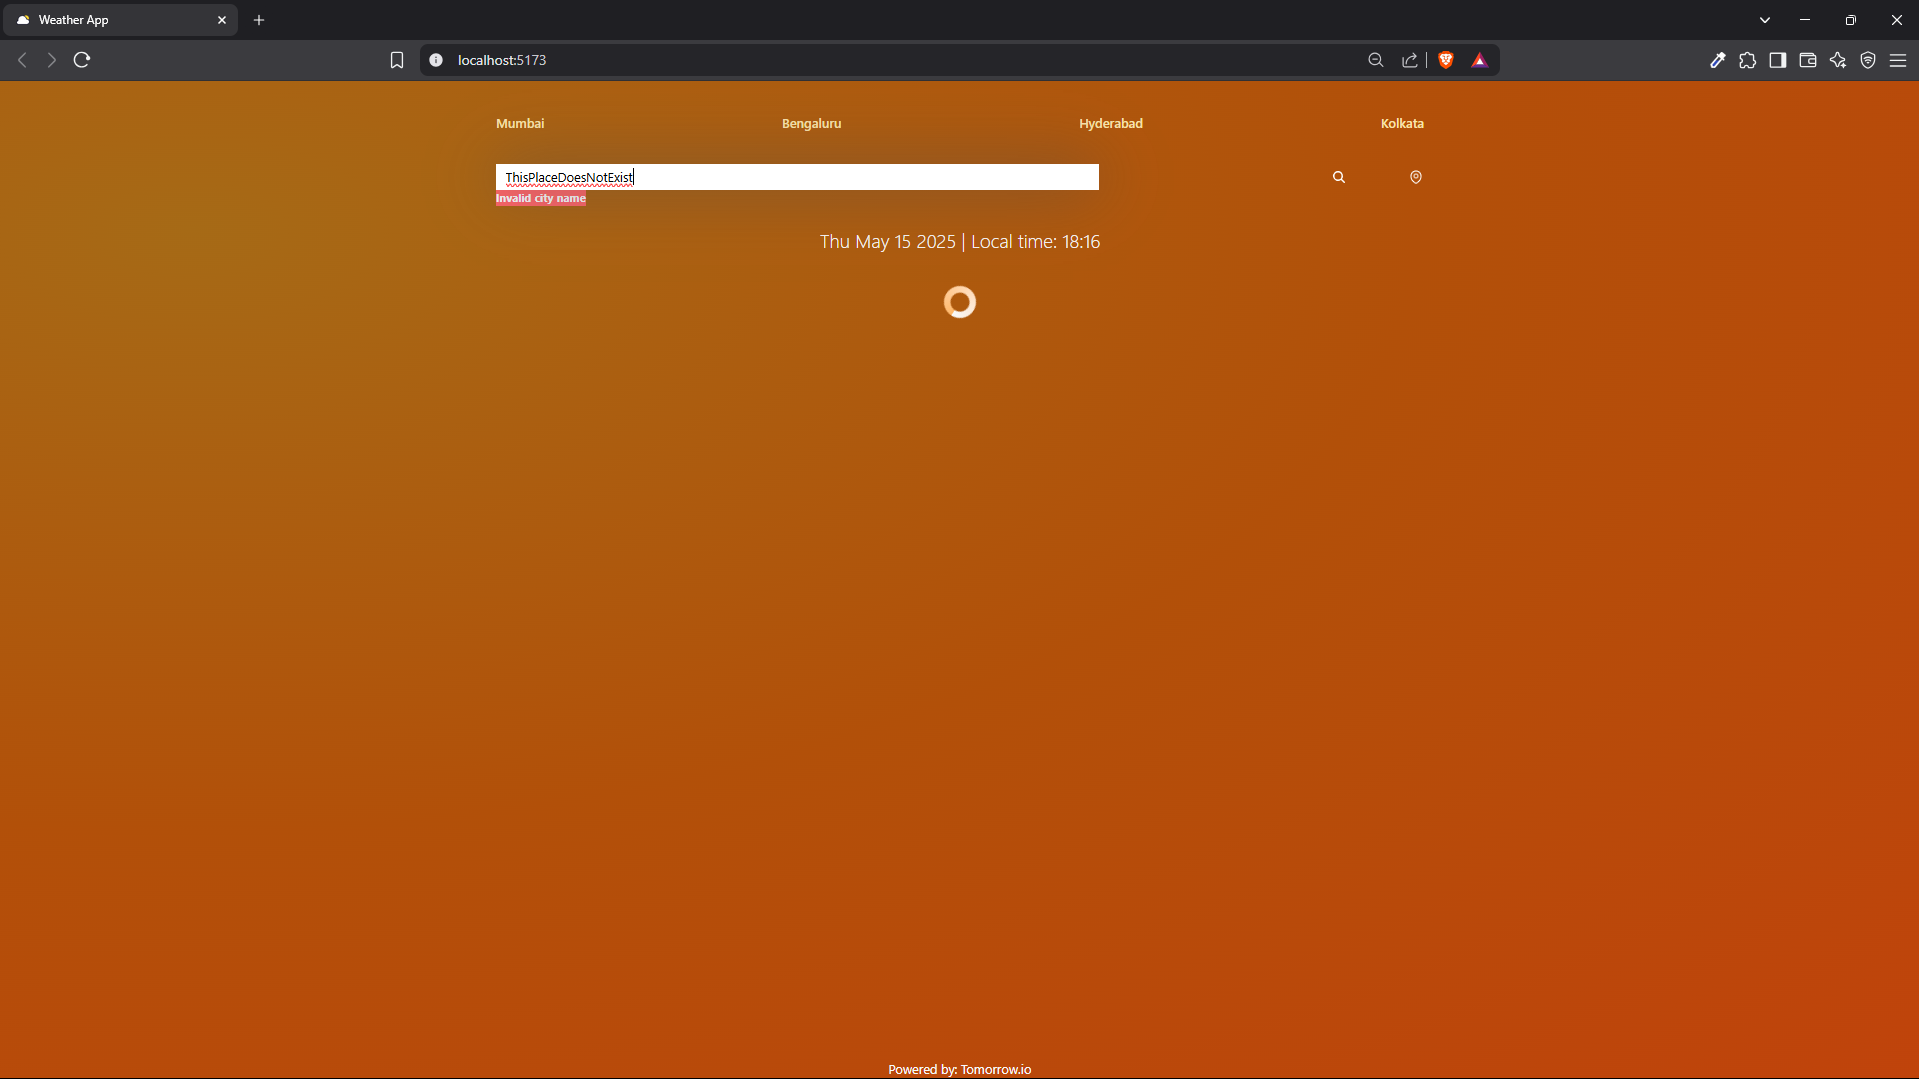 Weather App
localhost:5173
Mumbai Bengaluru Hyderabad Kolkata
ThisPlaceDoesNotExist
Invalid city name
Thu May 15 2025 | Local time: 18:16
Powered by: Tomorrow.io